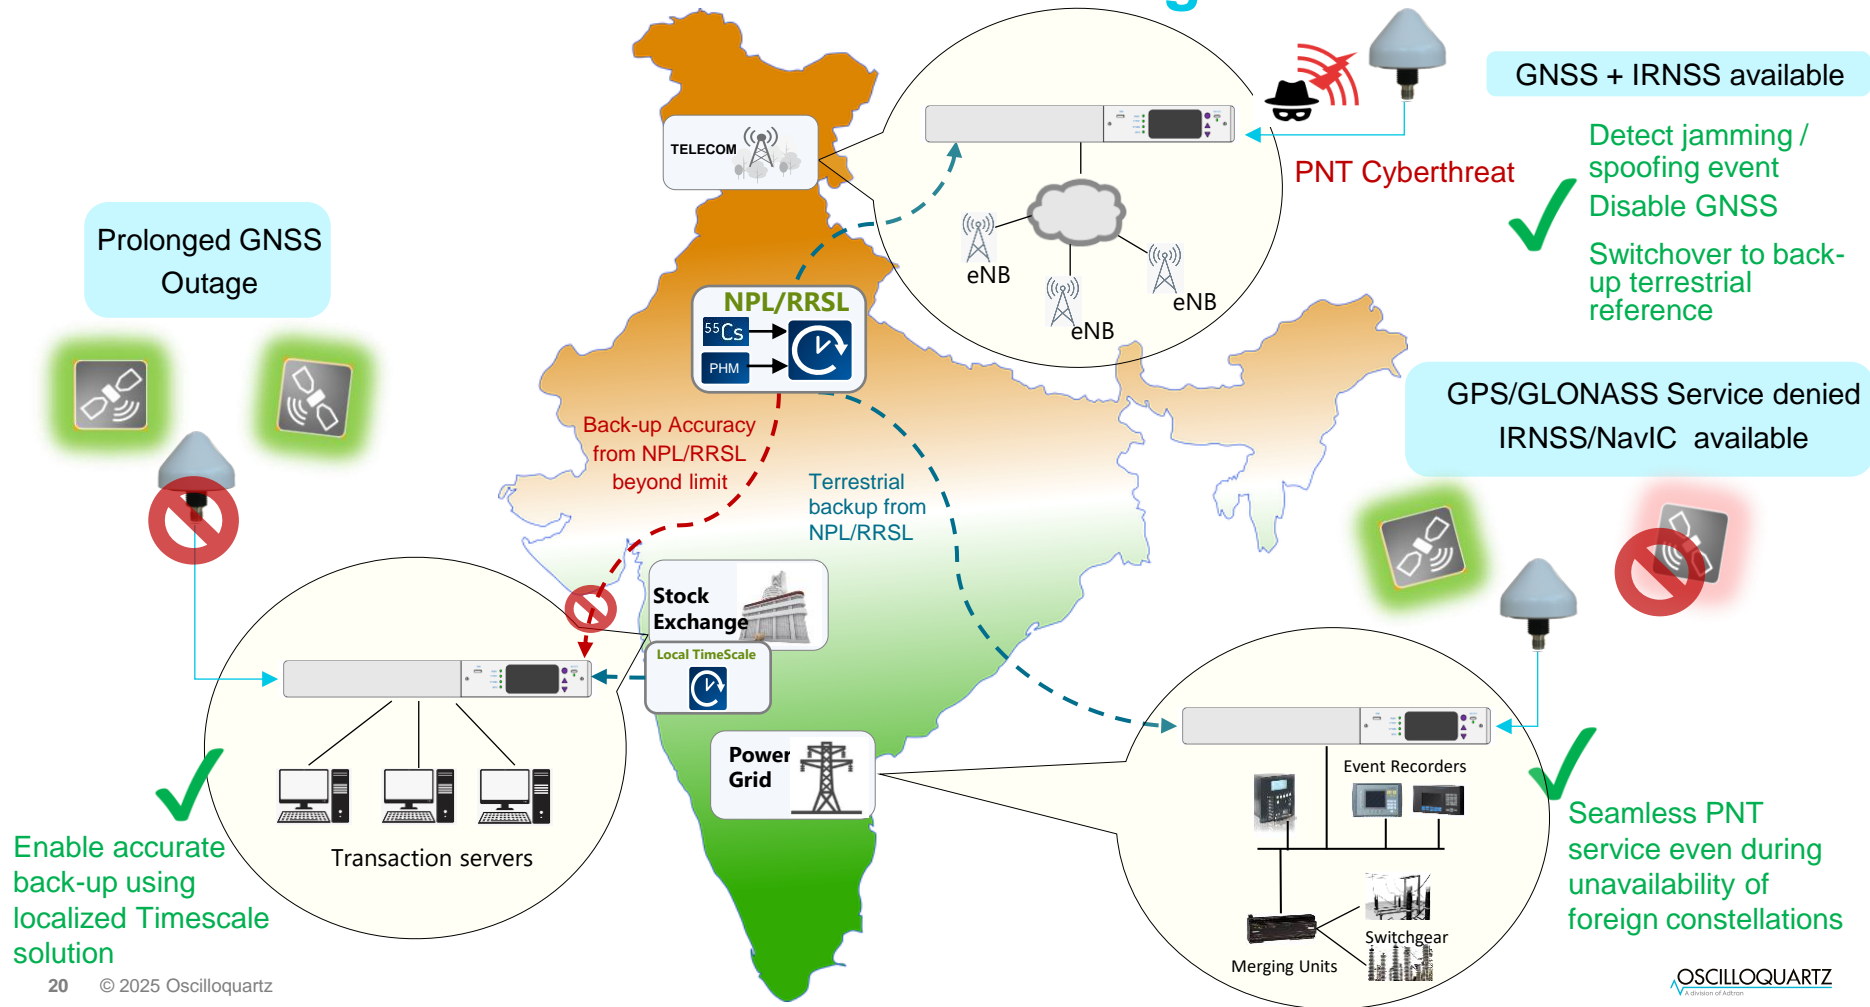 g
GNSS + IRNSS available
Detect jamming /
spoofing event
Disable GNSS
Switchover to back-
up terrestrial
reference
PNT Cyberthreat
TELECOM
eNB
eNB
eNB
Prolonged GNSS
Outage
NPL/RRSL
55Cs
PHM
Back-up Accuracy
from NPL/RRSL
beyond limit
Terrestrial
backup from
NPL/RRSL
GPS/GLONASS Service denied
IRNSS/NavIC available
Stock
Exchange
Local TimeScale
Power
Grid
Transaction servers
Enable accurate
back-up using
localized Timescale
solution
Event Recorders
Switchgear
Merging Units
Seamless PNT
service even during
unavailability of
foreign constellations
20 © 2025 Oscilloquartz
OSCILLOQUARTZ
A division of Adtran